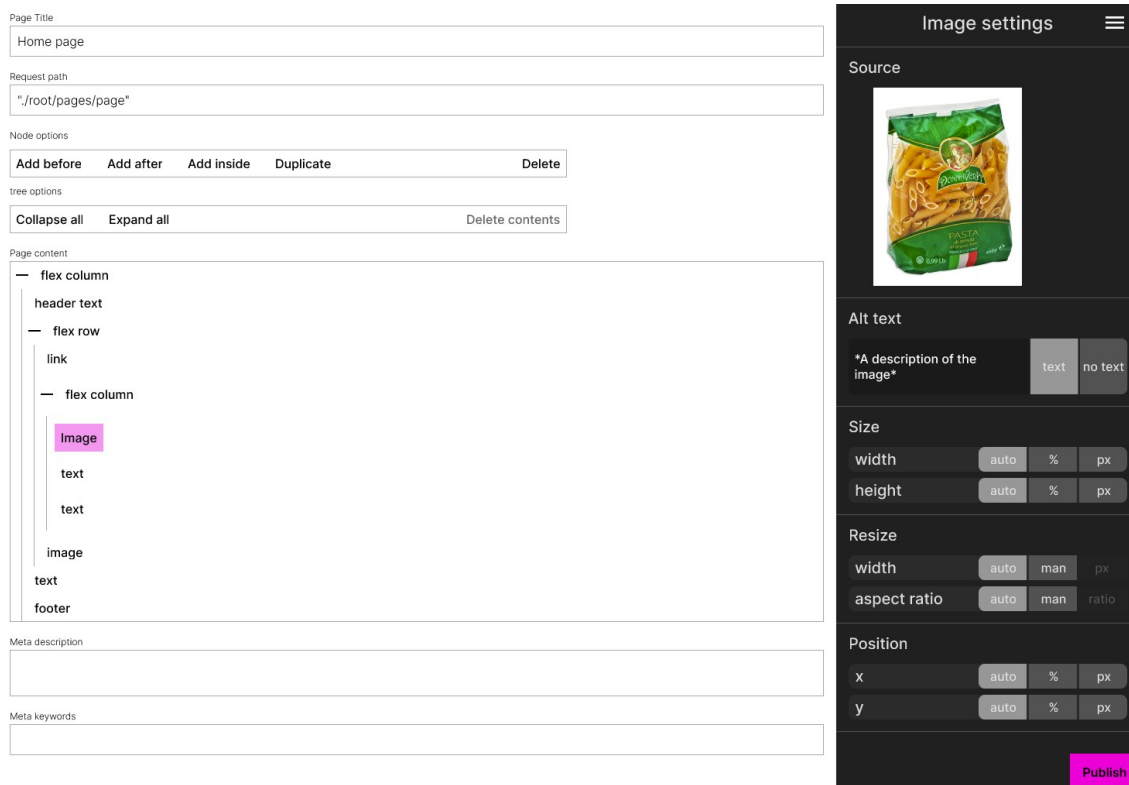 Page Title
Home page
Request path
"./root/pages/page"
Node options
Add before Add after Add inside Duplicate Delete
tree options
Collapse all Expand all Delete contents
Page content
flex column
header text
flex row
link
flex column
Image
text
text
image
text
footer
Meta description
Meta keywords
Image settings
Source
PASTA
0,99 Lb
Alt text
*A description of the
image*
text no text
Size
width auto % px
height auto % px
Resize
width auto man px
aspect ratio auto man ratio
Position
x auto % px
y auto % px
Publish